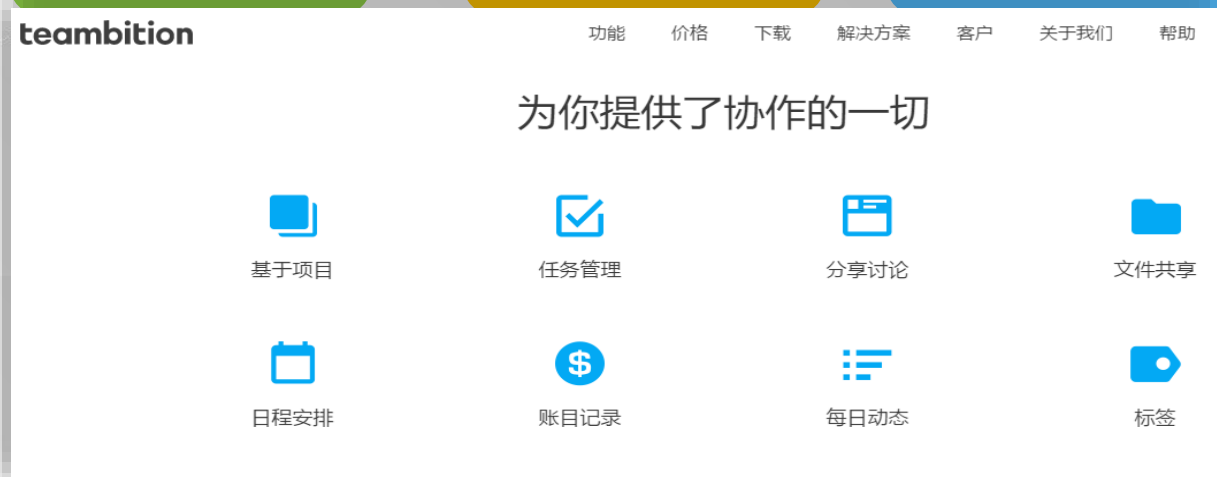 teambition 功能 价格 下载 解决方案 客户 关于我们 帮助
为你提供了协作的一切
基于项目 任务管理 分享讨论 文件共享
日程安排 账目记录 每日动态 标签